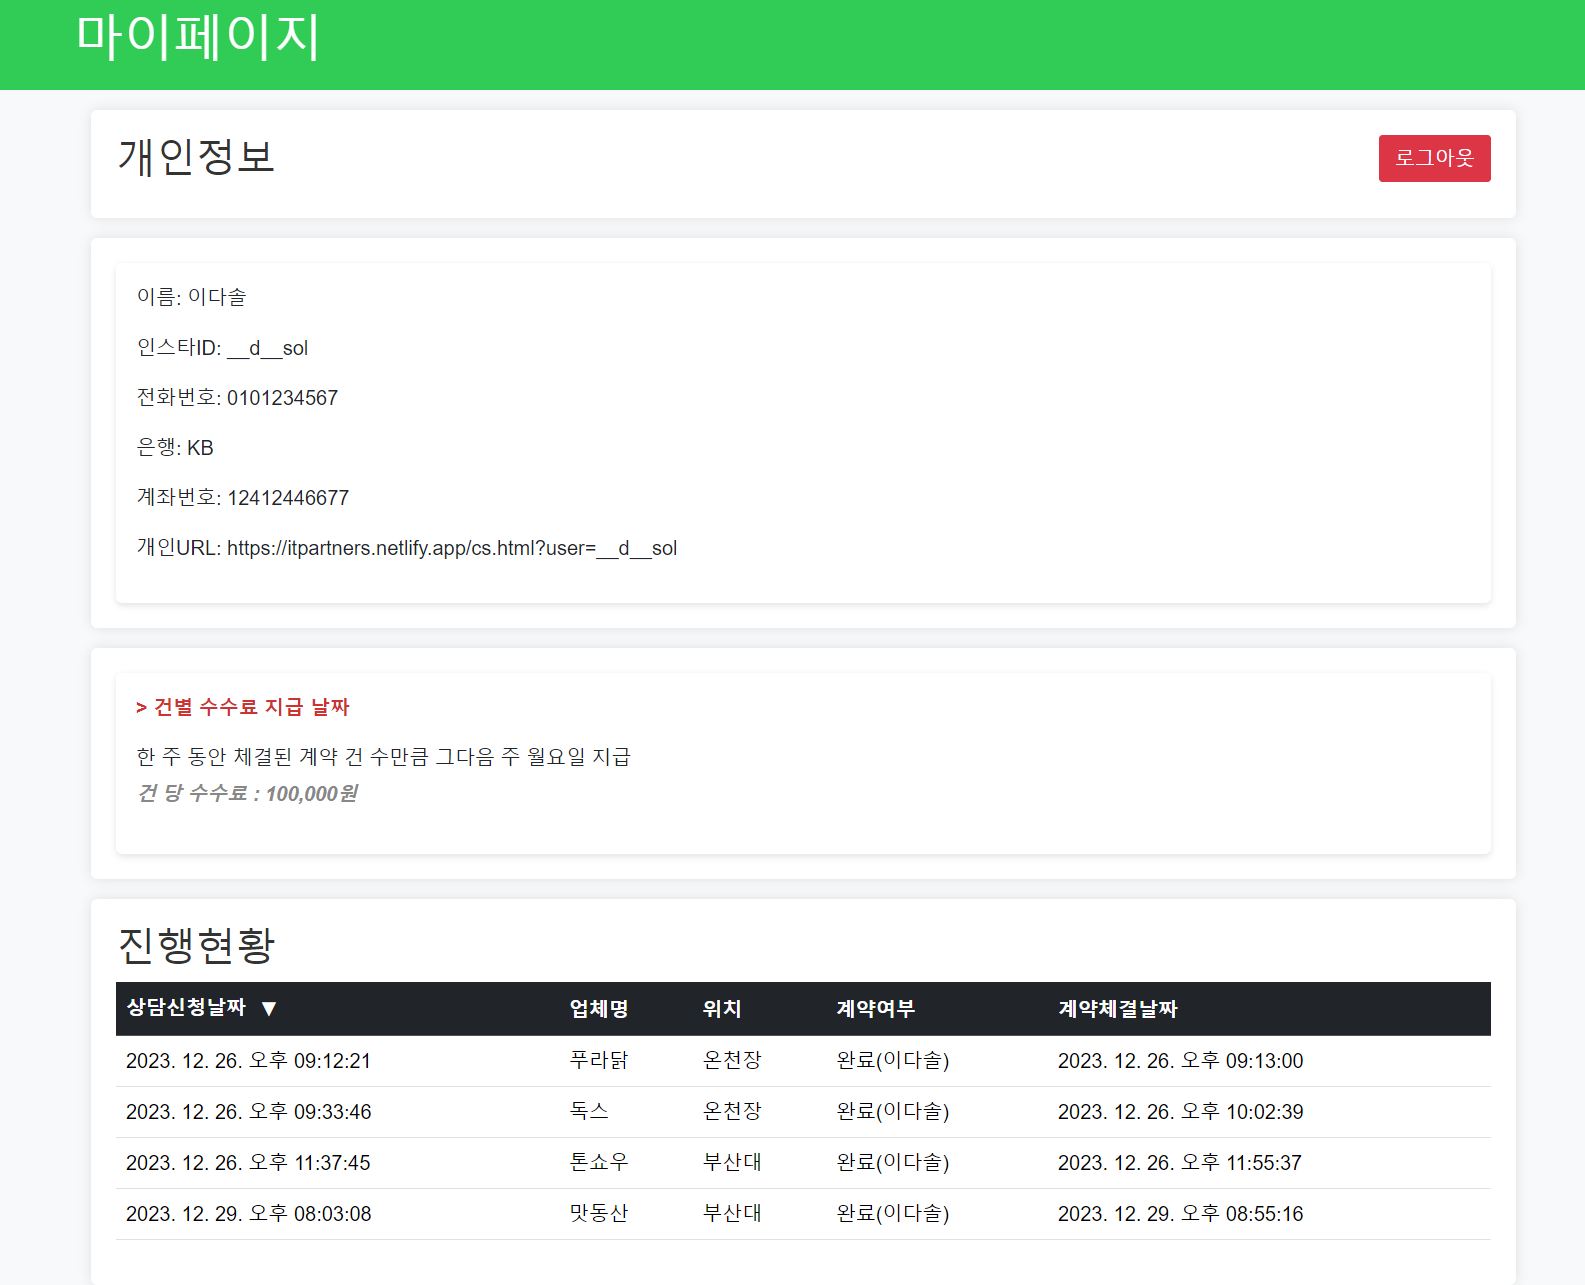 마이페이지
개인정보
로그아웃
이름: 이다솔
인스타ID: __d__sol
전화번호: 0101234567
은행: KB
계좌번호: 12412446677
개인URL: https://itpartners.netlify.app/cs.html?user=__d__sol
> 건별 수수료 지급 날짜
한 주 동안 체결된 계약 건 수만큼 그다음 주 월요일 지급
건 당 수수료 : 100,000원
진행현황
상담신청날짜 ▼ 업체명 위치 계약여부 계약체결날짜
2023. 12. 26. 오후 09:12:21 푸라닭 온천장 완료(이다솔) 2023. 12. 26. 오후 09:13:00
2023. 12. 26. 오후 09:33:46 독스 온천장 완료(이다솔) 2023. 12. 26. 오후 10:02:39
2023. 12. 26. 오후 11:37:45 톤쇼우 부산대 완료(이다솔) 2023. 12. 26. 오후 11:55:37
2023. 12. 29. 오후 08:03:08 맛동산 부산대 완료(이다솔) 2023. 12. 29. 오후 08:55:16